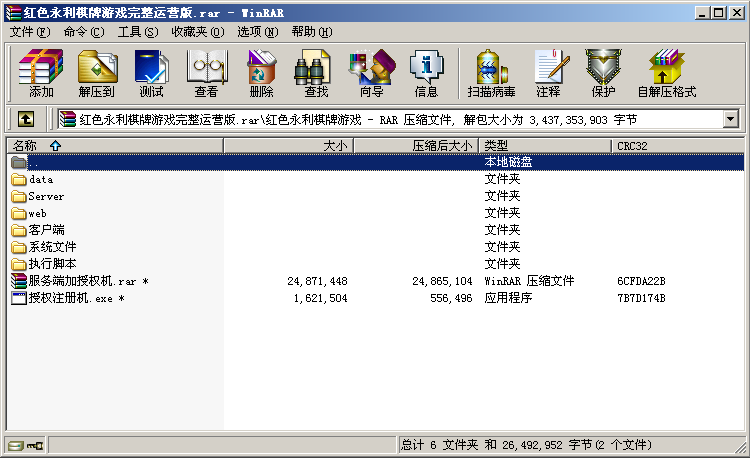 红色永利棋牌游戏完整运营版.rar - WinRAR
文件(F) 命令(C) 工具(S) 收藏夹(O) 选项(N) 帮助(H)
添加 解压到 测试 查看 删除 查找 向导 信息 扫描病毒 注释 保护 自解压格式
红色永利棋牌游戏完整运营版.rar\红色永利棋牌游戏 - RAR 压缩文件, 解包大小为 3,437,353,903 字节
名称 大小 压缩后大小 类型 CRC32
.. 本地磁盘
data 文件夹
Server 文件夹
web 文件夹
客户端 文件夹
系统文件 文件夹
执行脚本 文件夹
服务端加授权机.rar * 24,871,448 24,865,104 WinRAR 压缩文件 6CFDA22B
授权注册机.exe * 1,621,504 556,496 应用程序 7B7D174B
总计 6 文件夹 和 26,492,952 字节(2 个文件)